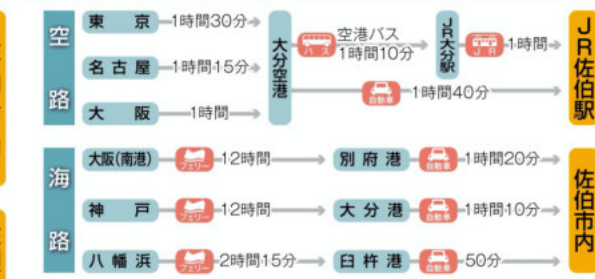 空路
東京 1時間30分
名古屋 1時間15分
大阪 1時間
大分空港
バス
空港バス
1時間10分
JR大分駅
JR
1時間
自動車
1時間40分
JR佐伯駅
海路
大阪(南港) フェリー 12時間 別府港 自動車 1時間20分
神戸 フェリー 12時間 大分港 自動車 1時間10分
八幡浜 フェリー 2時間15分 臼杵港 自動車 50分
佐伯市内